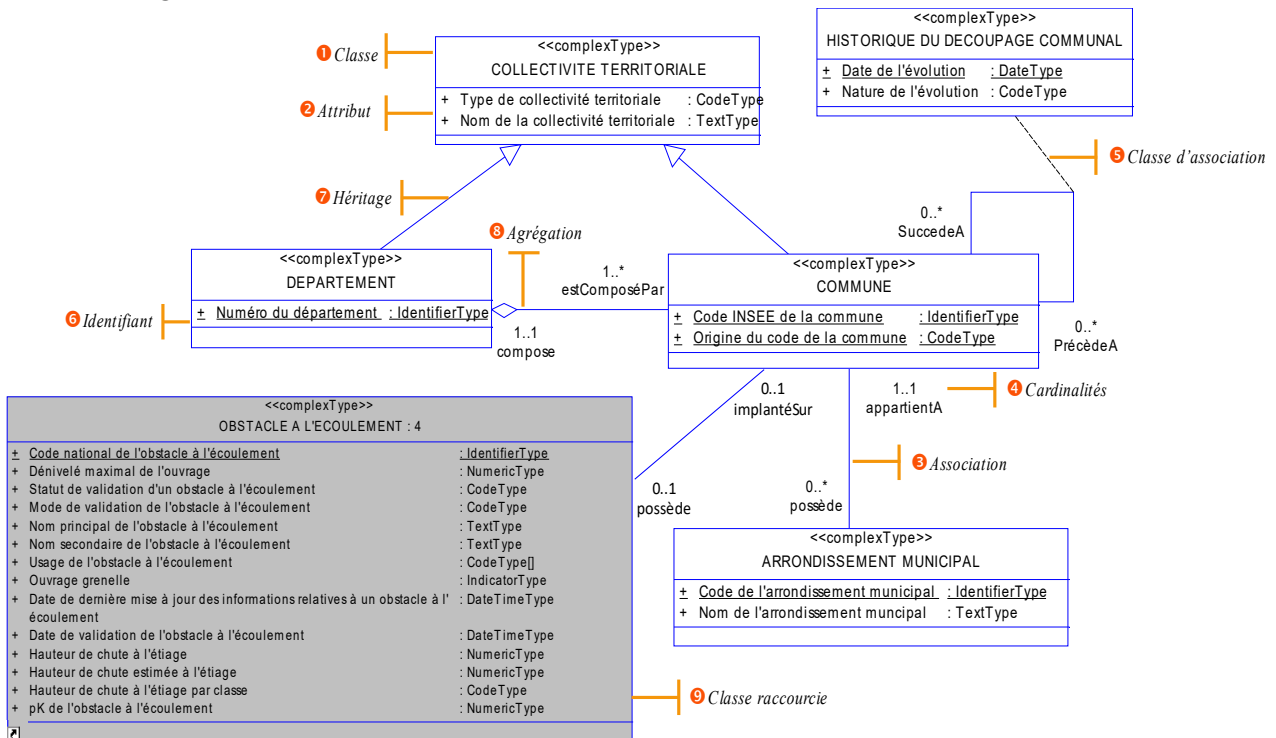 <<complexType>>
HISTORIQUE DU DECOUPAGE COMMUNAL
+ Date de l'évolution : DateType
+ Nature de l'évolution : CodeType
❶ Classe
<<complexType>>
COLLECTIVITE TERRITORIALE
❷ Attribut
+ Type de collectivité territoriale : CodeType
+ Nom de la collectivité territoriale : TextType
❺ Classe d'association
❼ Héritage
0..*
SuccedeA
❽ Agrégation
<<complexType>>
DEPARTEMENT
❻ Identifiant
+ Numéro du département : IdentifierType
1..*
estComposéPar
1..1
compose
<<complexType>>
COMMUNE
+ Code INSEE de la commune : IdentifierType
+ Origine du code de la commune : CodeType
0..*
PrécèdeA
0..1
implantéSur
1..1
appartientA
❹ Cardinalités
<<complexType>>
OBSTACLE A L'ECOULEMENT : 4
+ Code national de l'obstacle à l'écoulement : IdentifierType
+ Dénivelé maximal de l'ouvrage : NumericType
+ Statut de validation d'un obstacle à l'écoulement : CodeType
+ Mode de validation de l'obstacle à l'écoulement : CodeType
+ Nom principal de l'obstacle à l'écoulement : TextType
+ Nom secondaire de l'obstacle à l'écoulement : TextType
+ Usage de l'obstacle à l'écoulement : CodeType[]
+ Ouvrage grenelle : IndicatorType
+ Date de dernière mise à jour des informations relatives à un obstacle à l' : DateTimeType
écoulement
+ Date de validation de l'obstacle à l'écoulement : DateTimeType
+ Hauteur de chute à l'étiage : NumericType
+ Hauteur de chute estimée à l'étiage : NumericType
+ Hauteur de chute à l'étiage par classe : CodeType
+ pK de l'obstacle à l'écoulement : NumericType
❸ Association
0..1
possède
0..*
possède
<<complexType>>
ARRONDISSEMENT MUNICIPAL
+ Code de l'arrondissement municipal : IdentifierType
+ Nom de l'arrondissement muncipal : TextType
❾ Classe raccourcie